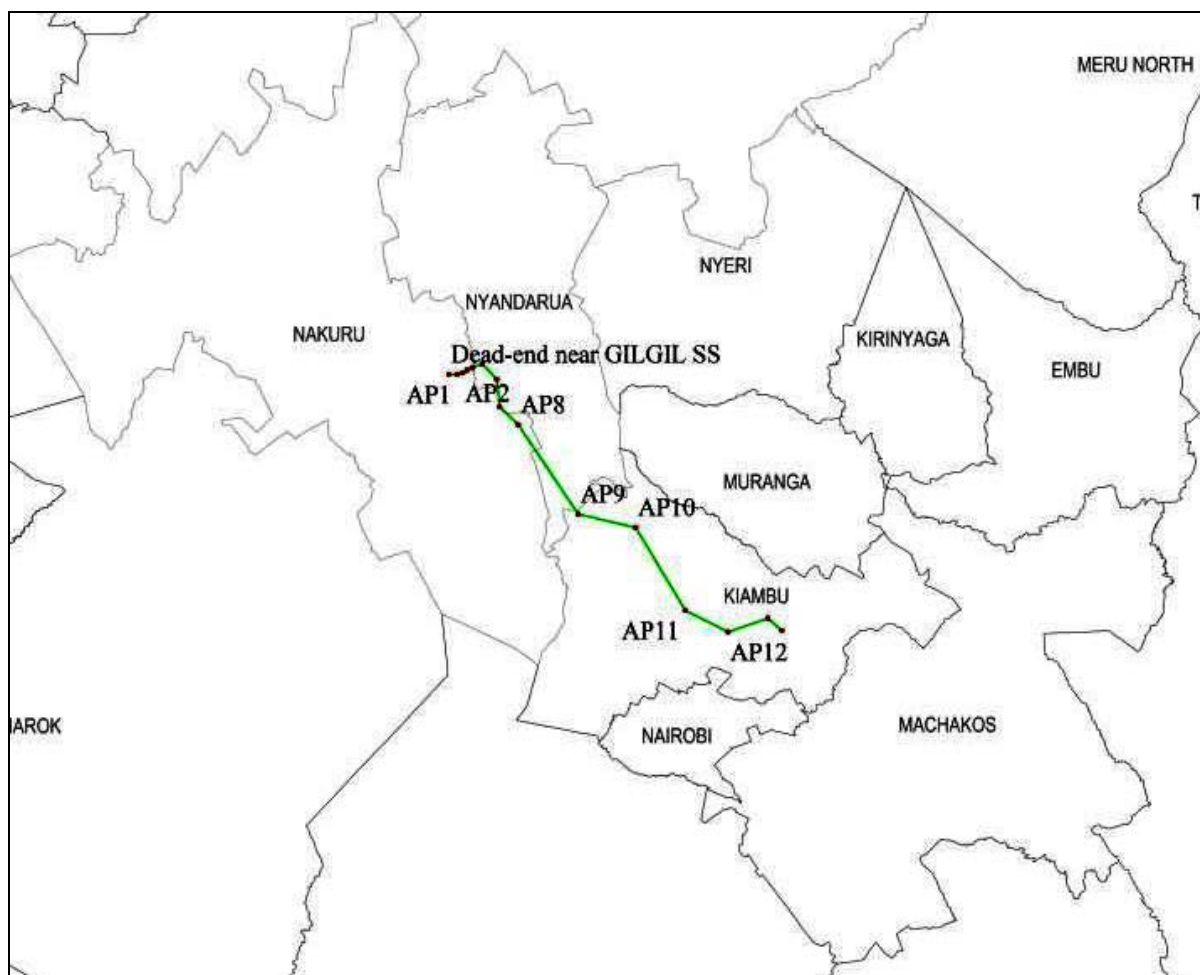 MERU NORTH
T
NYERI
NYANDARUA
NAKURU
KIRINYAGA
EMBU
Dead-end near GILGIL SS
AP1
AP2
AP8
MURANGA
AP9
AP10
KIAMBU
AP11
AP12
NAROK
NAIROBI
MACHAKOS